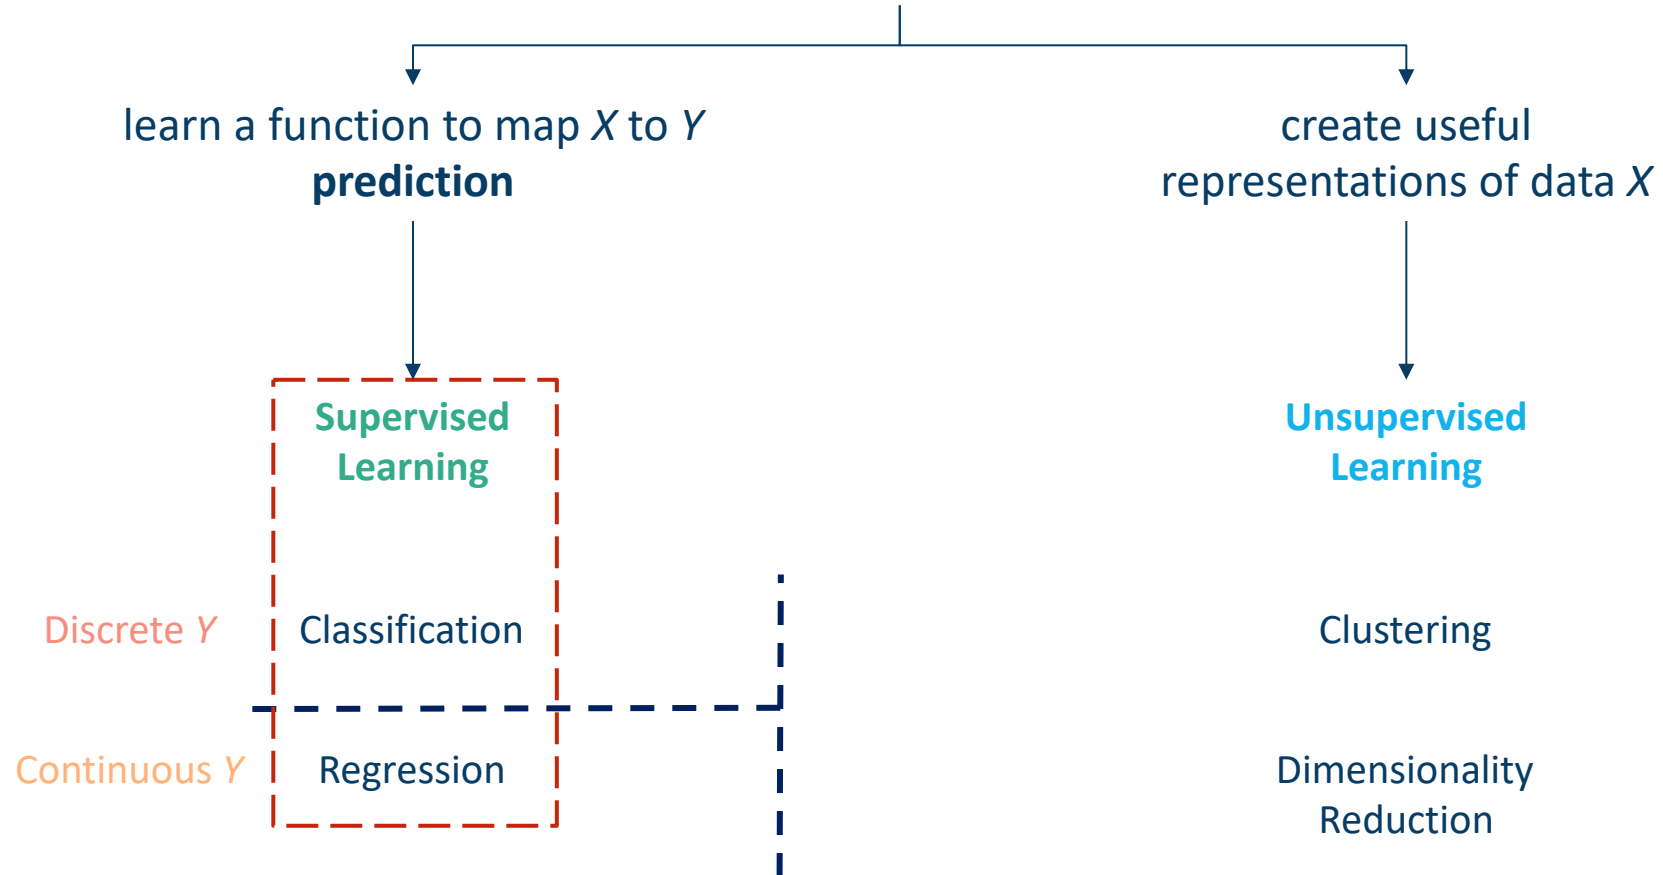 learn a function to map X to Y
prediction
create useful
representations of data X
Supervised
Learning
Unsupervised
Learning
Discrete Y
Classification
Clustering
Continuous Y
Regression
Dimensionality
Reduction